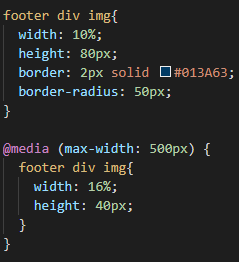 footer div img{
  width: 10%;
  height: 80px;
  border: 2px solid #013A63;
  border-radius: 50px;
}

@media (max-width: 500px) {
  footer div img{
    width: 16%;
    height: 40px;
  }
}